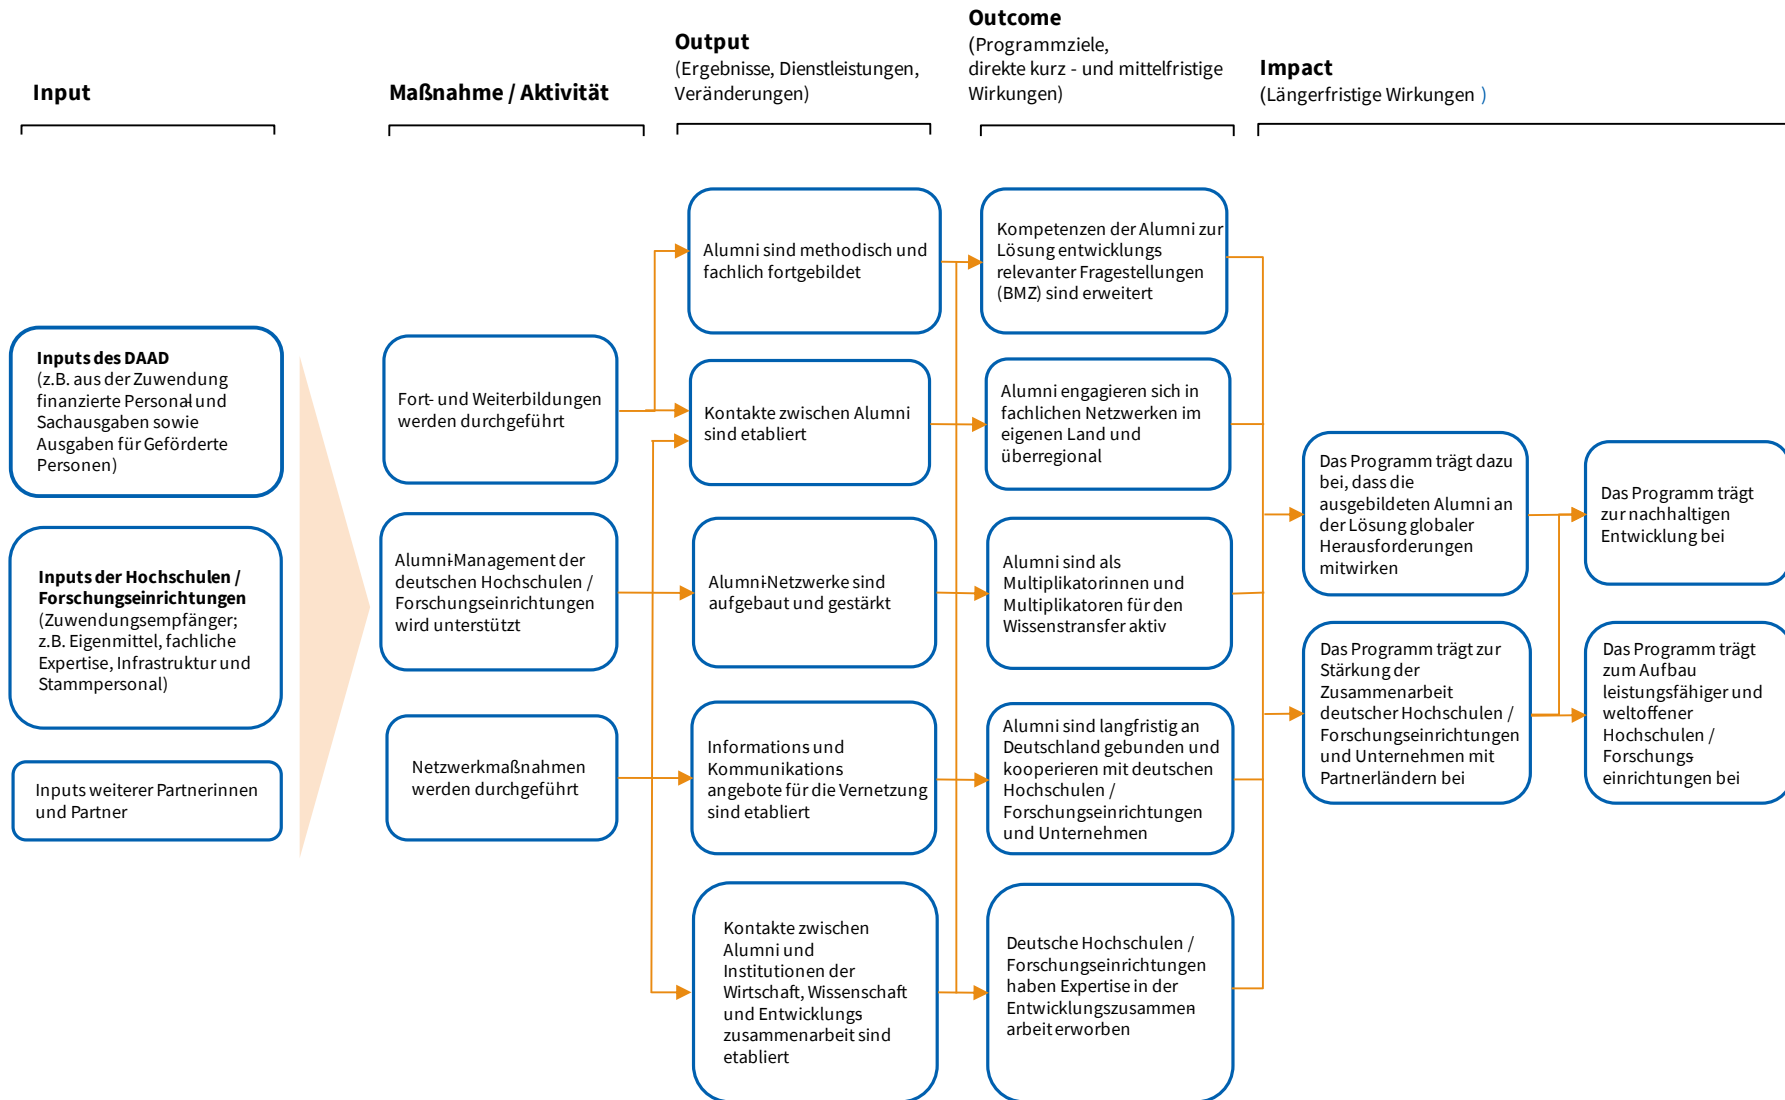 Input
Maßnahme / Aktivität
Output
(Ergebnisse, Dienstleistungen,
Veränderungen)
Outcome
(Programmziele,
direkte kurz - und mittelfristige
Wirkungen)
Impact
(Längerfristige Wirkungen )
Inputs des DAAD
(z.B. aus der Zuwendung
finanzierte Personal- und
Sachausgaben sowie
Ausgaben für Geförderte
Personen)
Inputs der Hochschulen /
Forschungseinrichtungen
(Zuwendungsempfänger;
z.B. Eigenmittel, fachliche
Expertise, Infrastruktur und
Stammpersonal)
Inputs weiterer Partnerinnen
und Partner
Fort- und Weiterbildungen
werden durchgeführt
Alumni-Management der
deutschen Hochschulen /
Forschungseinrichtungen
wird unterstützt
Netzwerkmaßnahmen
werden durchgeführt
Alumni sind methodisch und
fachlich fortgebildet
Kontakte zwischen Alumni
sind etabliert
Alumni-Netzwerke sind
aufgebaut und gestärkt
Informations und
Kommunikations-
angebote für die Vernetzung
sind etabliert
Kontakte zwischen
Alumni und
Institutionen der
Wirtschaft, Wissenschaft
und Entwicklungs-
zusammenarbeit sind
etabliert
Kompetenzen der Alumni zur
Lösung entwicklungs
relevanter Fragestellungen
(BMZ) sind erweitert
Alumni engagieren sich in
fachlichen Netzwerken im
eigenen Land und
überregional
Alumni sind als
Multiplikatorinnen und
Multiplikatoren für den
Wissenstransfer aktiv
Alumni sind langfristig an
Deutschland gebunden und
kooperieren mit deutschen
Hochschulen /
Forschungseinrichtungen
und Unternehmen
Deutsche Hochschulen /
Forschungseinrichtungen
haben Expertise in der
Entwicklungszusammen-
arbeit erworben
Das Programm trägt dazu
bei, dass die
ausgebildeten Alumni an
der Lösung globaler
Herausforderungen
mitwirken
Das Programm trägt zur
Stärkung der
Zusammenarbeit
deutscher Hochschulen /
Forschungseinrichtungen
und Unternehmen mit
Partnerländern bei
Das Programm trägt
zur nachhaltigen
Entwicklung bei
Das Programm trägt
zum Aufbau
leistungsfähiger und
weltoffener
Hochschulen /
Forschungs-
einrichtungen bei